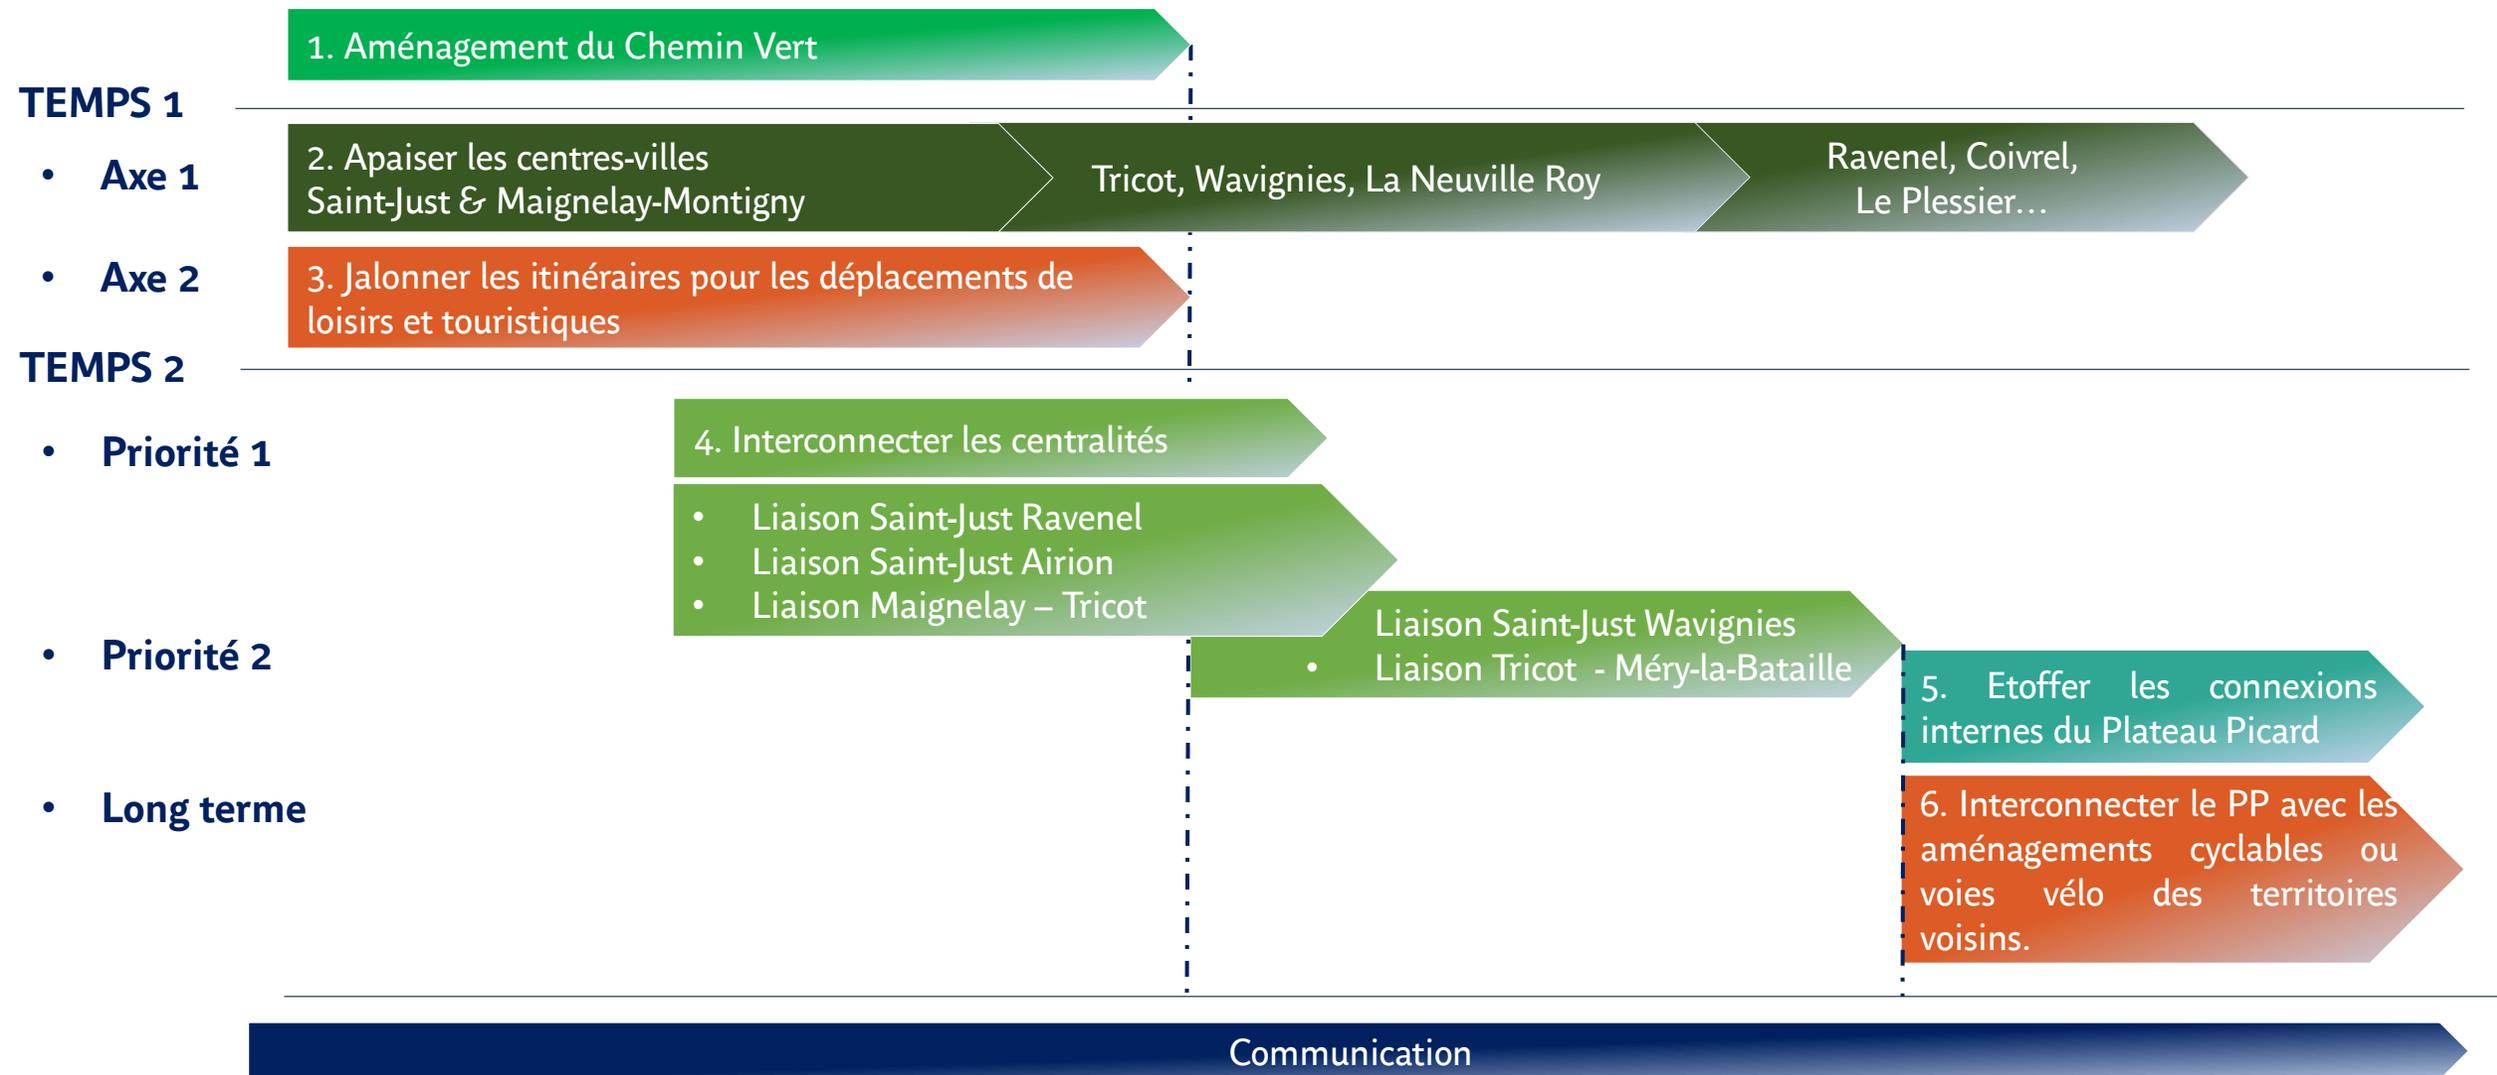 1. Aménagement du Chemin Vert
TEMPS 1
• Axe 1
2. Apaiser les centres-villes
Saint-Just & Maignelay-Montigny
Tricot, Wavignies, La Neuville Roy
Ravenel, Coivrel,
Le Plessier...
• Axe 2
3. Jalonner les itinéraires pour les déplacements de
loisirs et touristiques
TEMPS 2
• Priorité 1
4. Interconnecter les centralités
• Liaison Saint-Just Ravenel
• Liaison Saint-Just Airion
• Liaison Maignelay – Tricot
• Priorité 2
Liaison Saint-Just Wavignies
• Liaison Tricot - Méry-la-Bataille
5. Etoffer les connexions
internes du Plateau Picard
• Long terme
6. Interconnecter le PP avec les
aménagements cyclables ou
voies vélo des territoires
voisins.
Communication